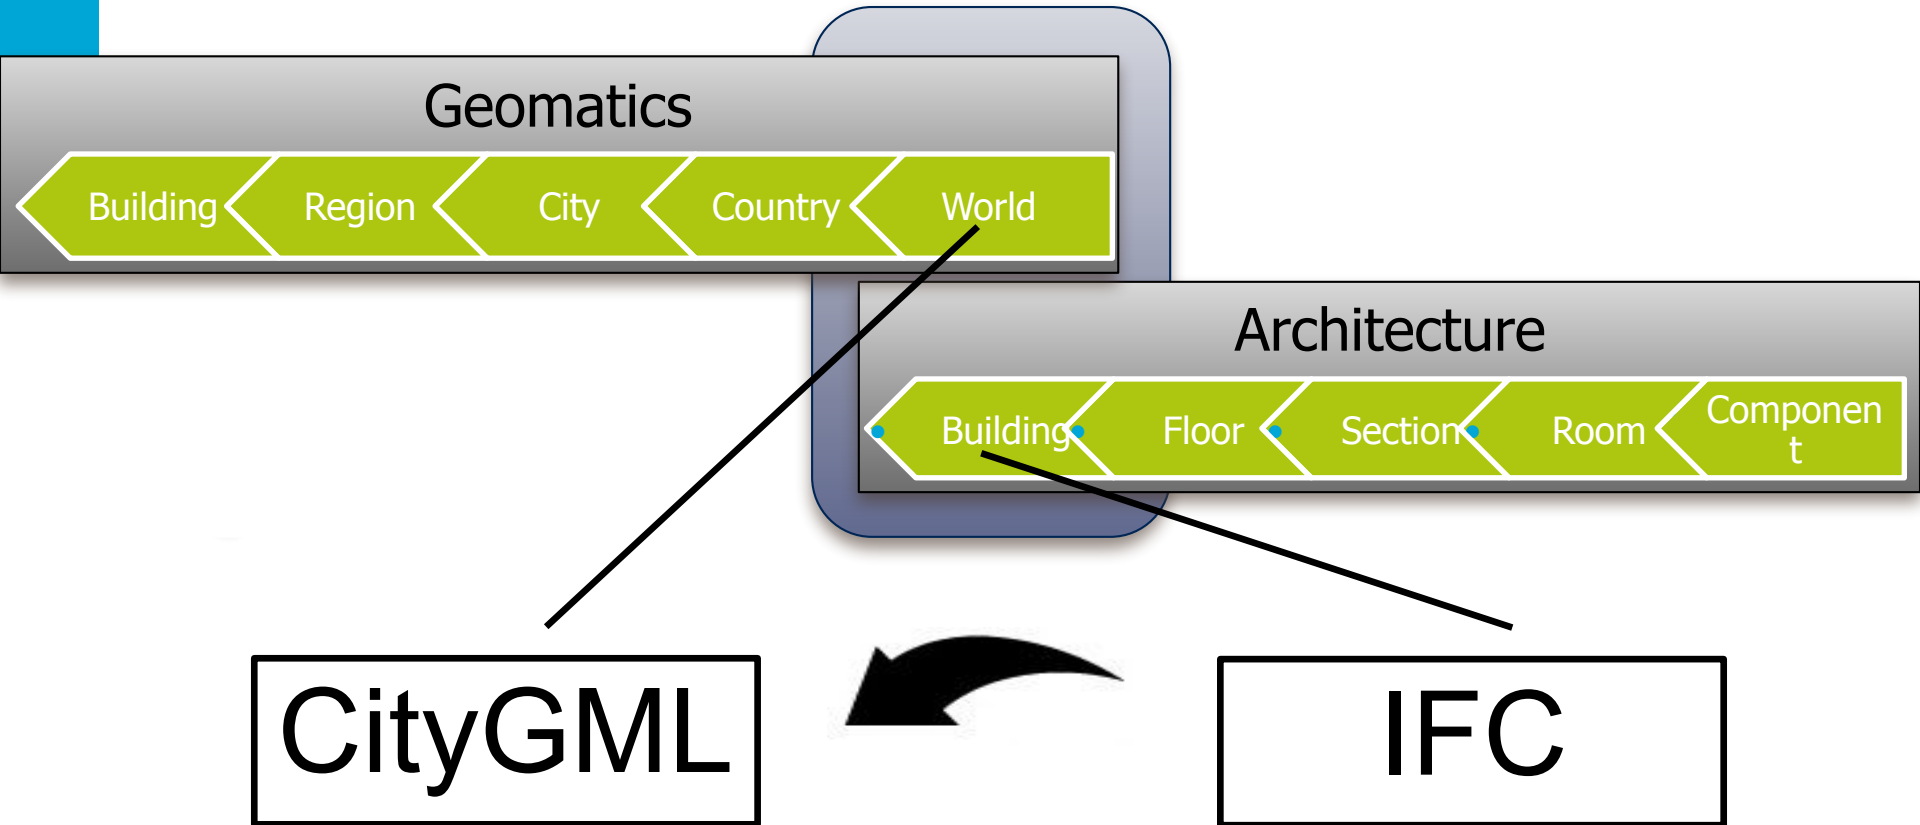 Geomatics
Building Region City Country World
Architecture
Building Floor Section Room Componen
t
CityGML
IFC